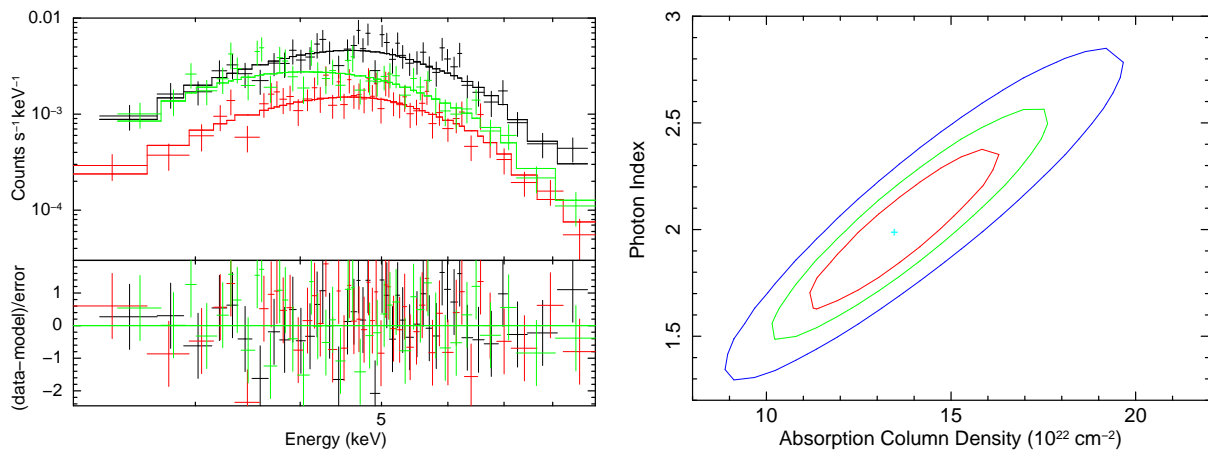 0.01
10⁻³
10⁻⁴
Counts s⁻¹ keV⁻¹
1
0
−1
−2
(data−model)/error
5
Energy (keV)
3
2.5
2
1.5
Photon Index
10 15 20
Absorption Column Density (10²² cm⁻²)